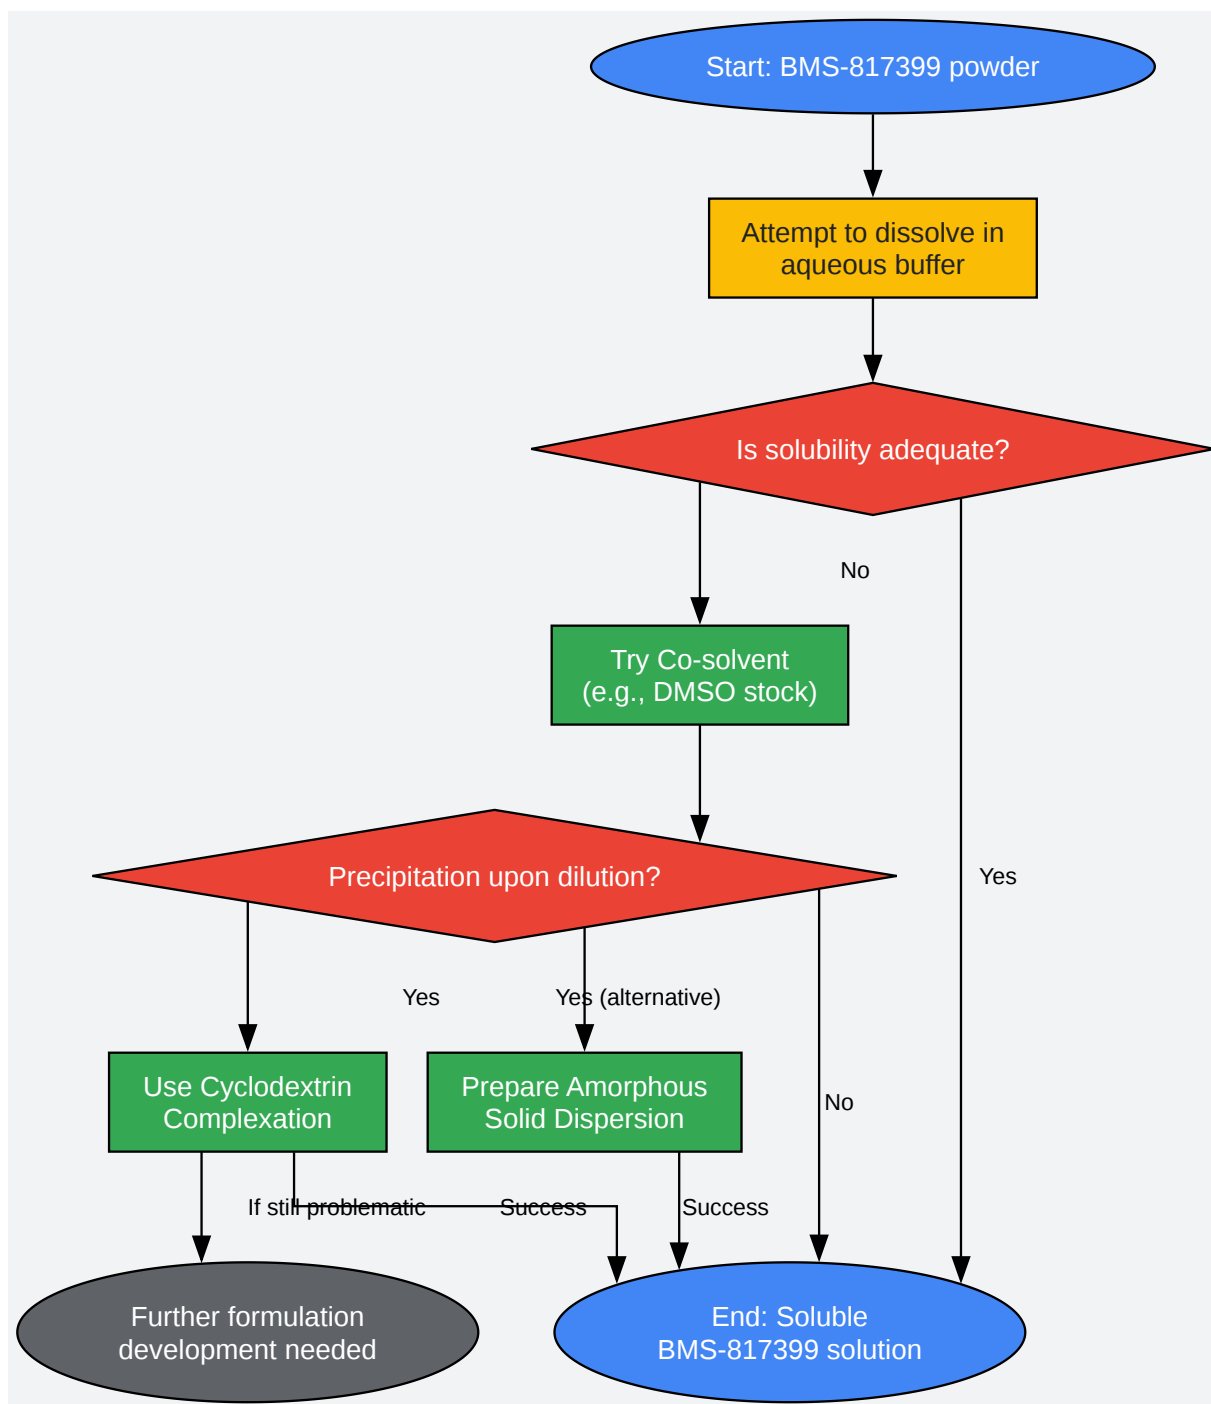 Start: BMS-817399 powder
Attempt to dissolve in
aqueous buffer
Is solubility adequate?
No
Try Co-solvent
(e.g., DMSO stock)
Precipitation upon dilution?
Yes
Yes
Yes (alternative)
Use Cyclodextrin
Complexation
Prepare Amorphous
Solid Dispersion
No
If still problematic
Success
Success
Further formulation
development needed
End: Soluble
BMS-817399 solution